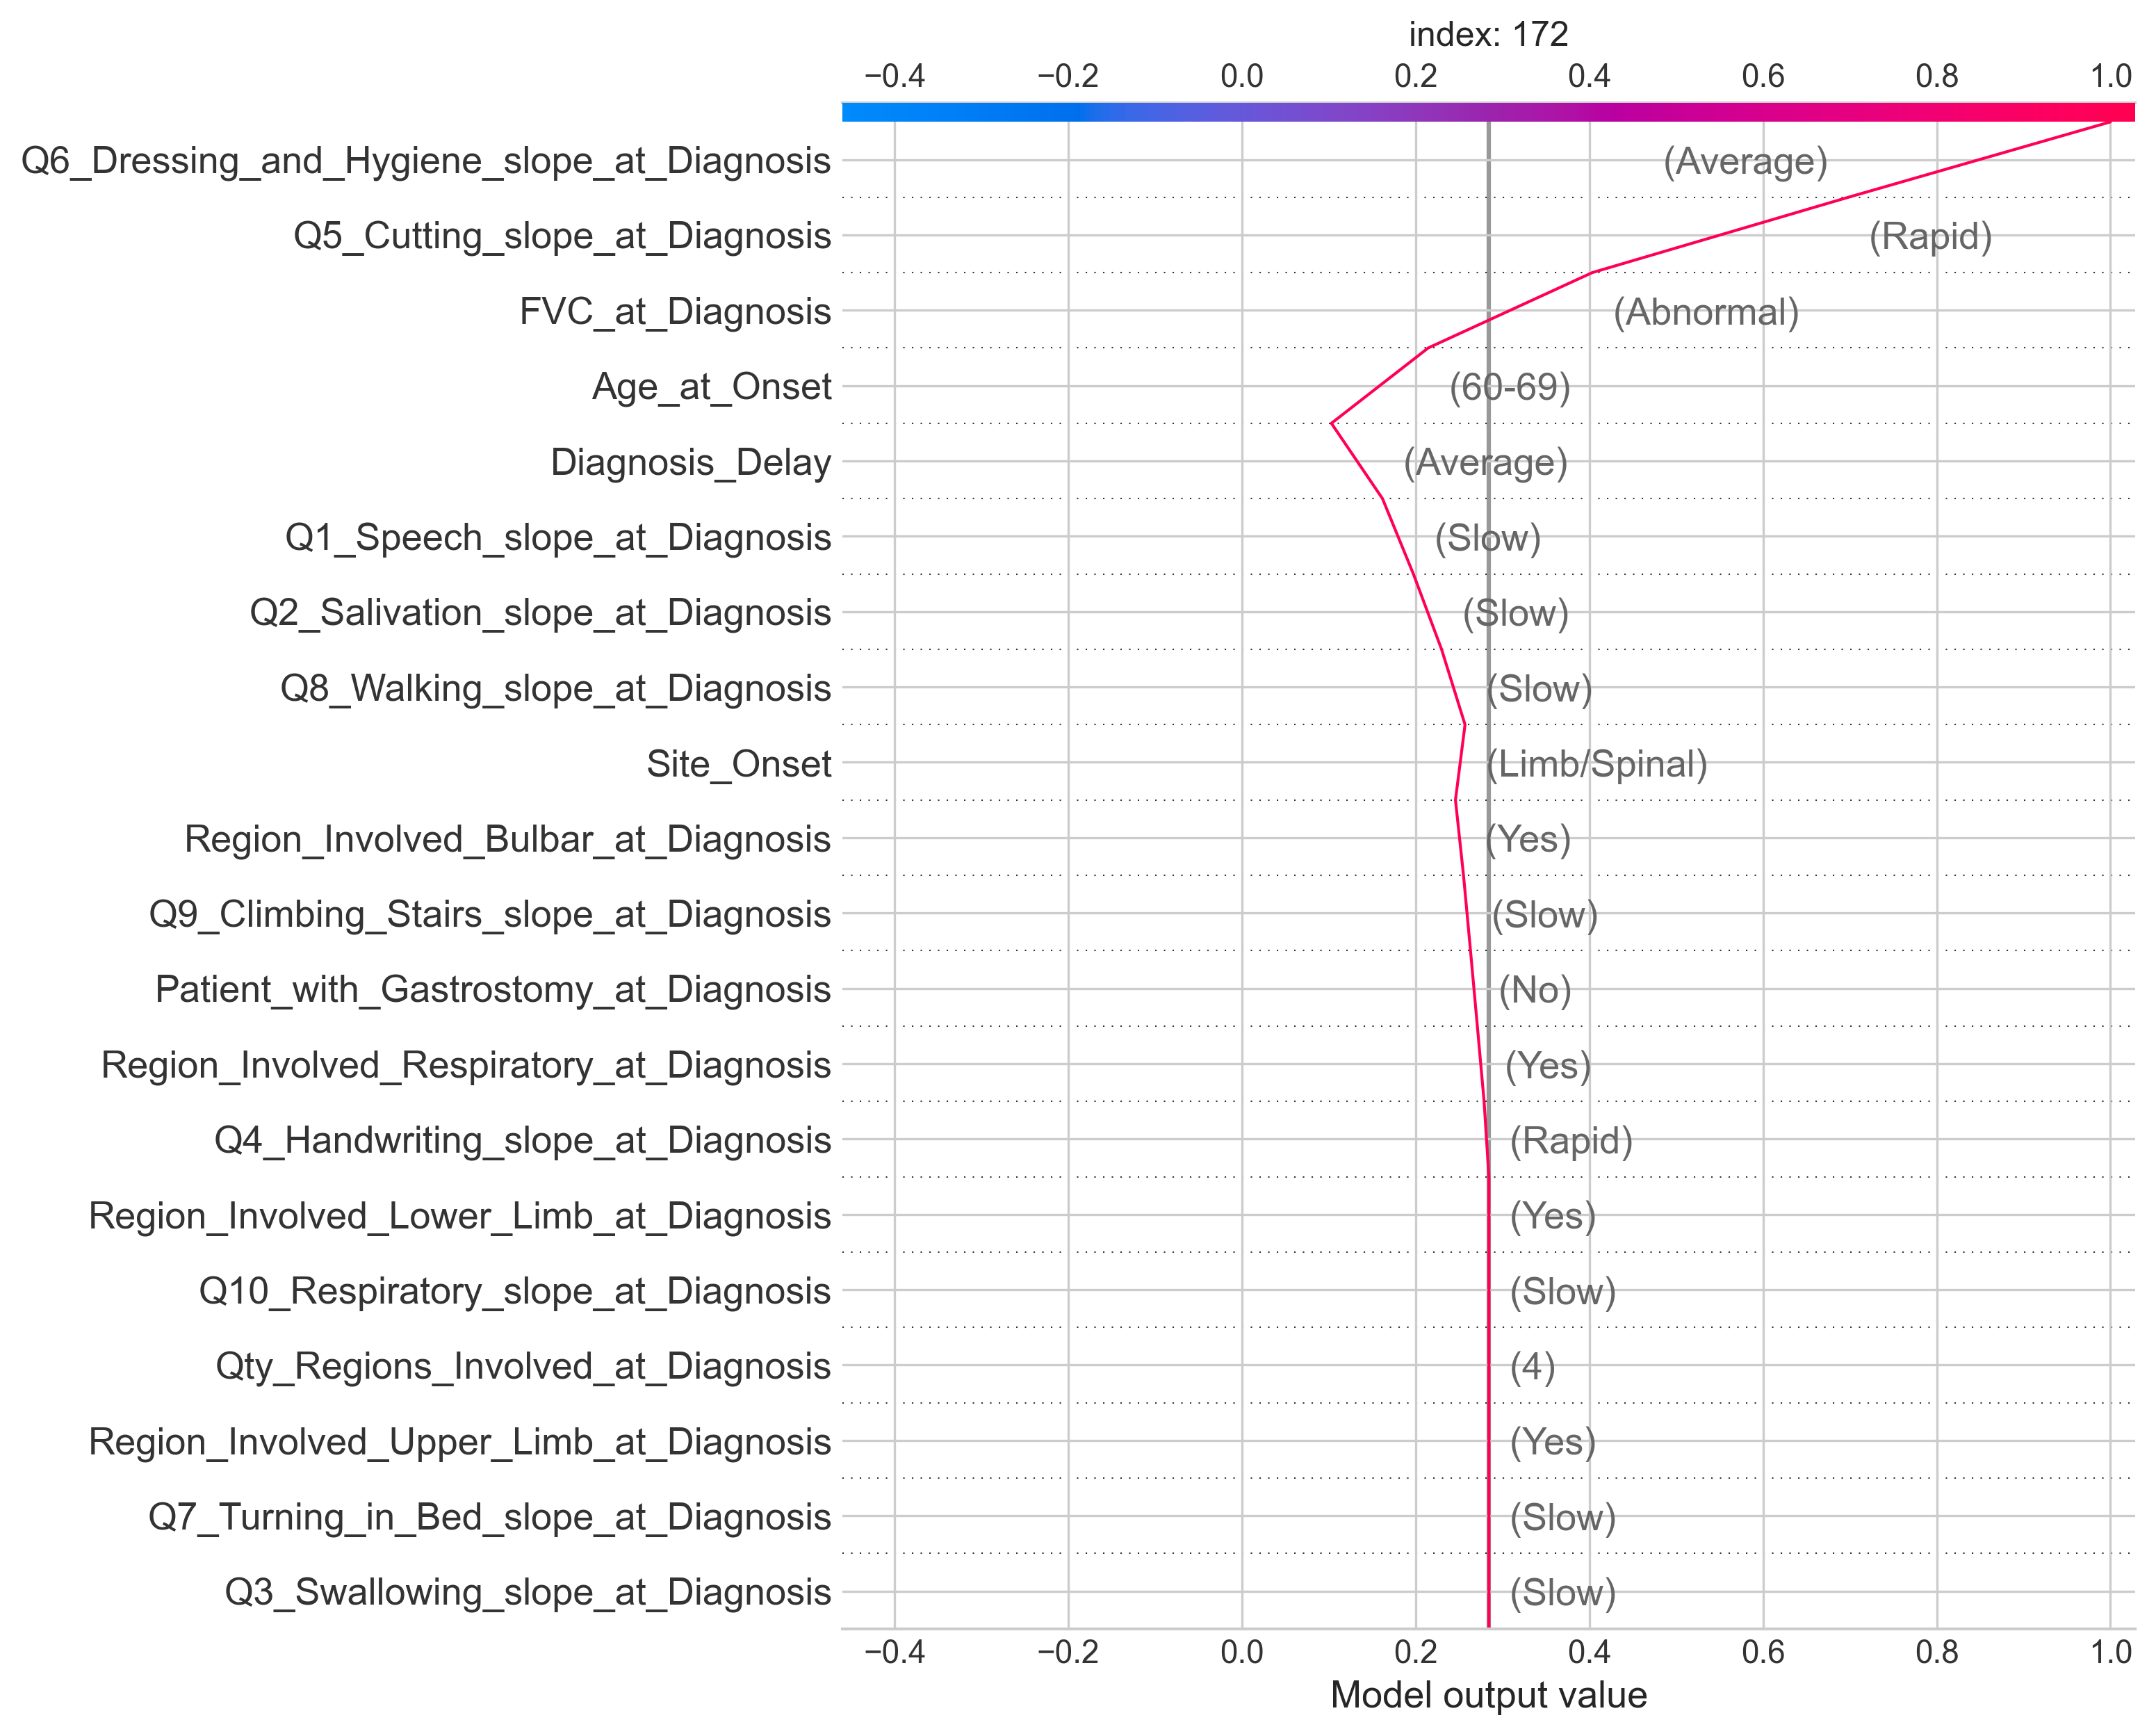 index: 172
−0.4 −0.2 0.0 0.2 0.4 0.6 0.8 1.0
Q6_Dressing_and_Hygiene_slope_at_Diagnosis (Average)
Q5_Cutting_slope_at_Diagnosis (Rapid)
FVC_at_Diagnosis (Abnormal)
Age_at_Onset (60-69)
Diagnosis_Delay (Average)
Q1_Speech_slope_at_Diagnosis (Slow)
Q2_Salivation_slope_at_Diagnosis (Slow)
Q8_Walking_slope_at_Diagnosis (Slow)
Site_Onset (Limb/Spinal)
Region_Involved_Bulbar_at_Diagnosis (Yes)
Q9_Climbing_Stairs_slope_at_Diagnosis (Slow)
Patient_with_Gastrostomy_at_Diagnosis (No)
Region_Involved_Respiratory_at_Diagnosis (Yes)
Q4_Handwriting_slope_at_Diagnosis (Rapid)
Region_Involved_Lower_Limb_at_Diagnosis (Yes)
Q10_Respiratory_slope_at_Diagnosis (Slow)
Qty_Regions_Involved_at_Diagnosis (4)
Region_Involved_Upper_Limb_at_Diagnosis (Yes)
Q7_Turning_in_Bed_slope_at_Diagnosis (Slow)
Q3_Swallowing_slope_at_Diagnosis (Slow)
−0.4 −0.2 0.0 0.2 0.4 0.6 0.8 1.0
Model output value